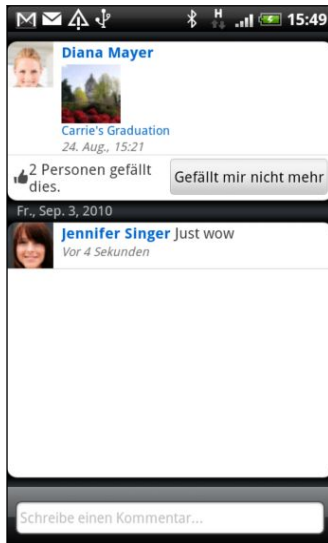 H
15:49
Diana Mayer
Carrie's Graduation
24. Aug., 15:21
2 Personen gefällt
dies.
Gefällt mir nicht mehr
Fr., Sep. 3, 2010
Jennifer Singer Just wow
Vor 4 Sekunden
Schreibe einen Kommentar...